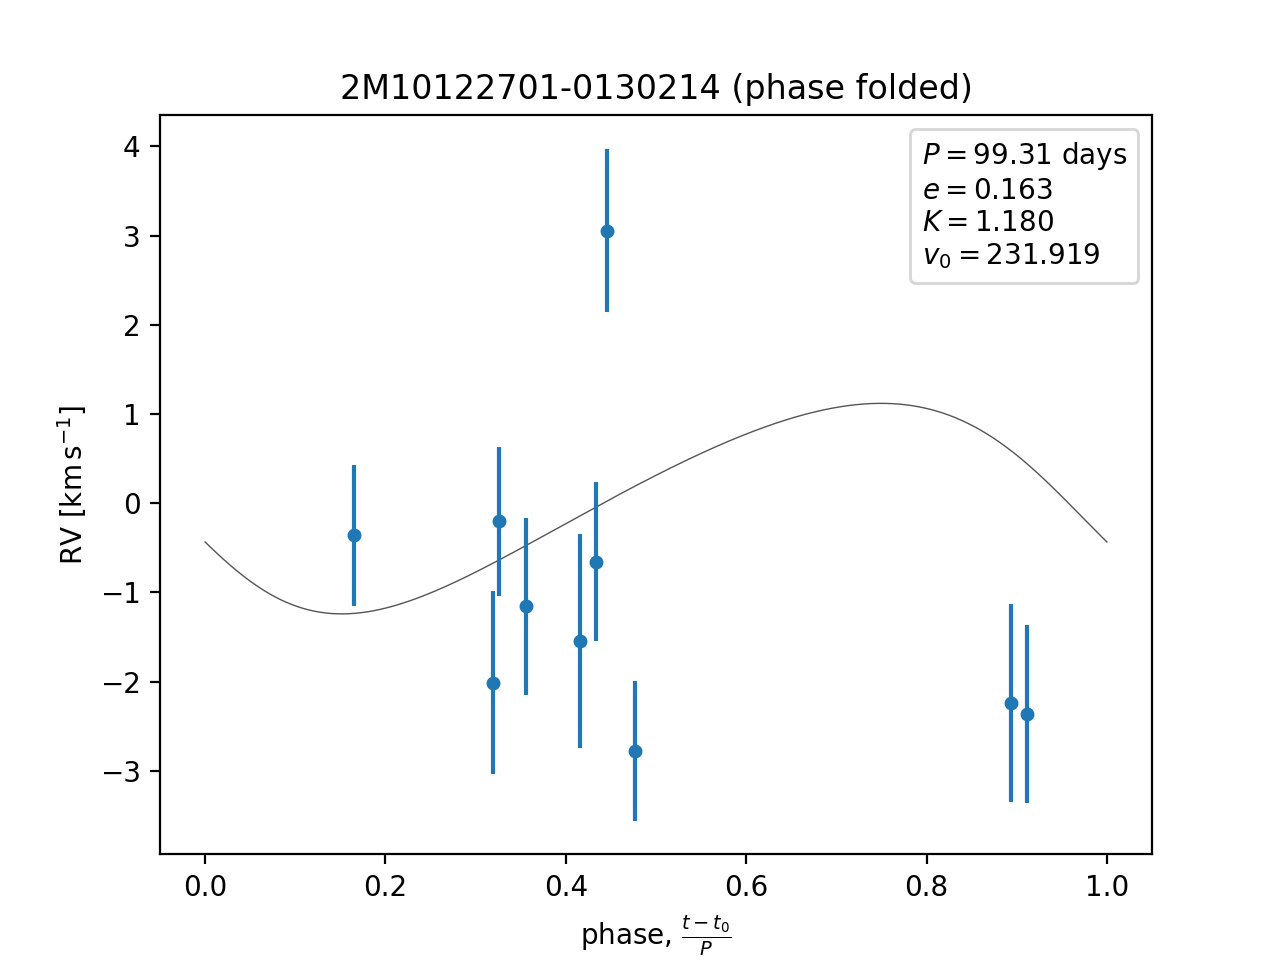 2M10122701-0130214 (phase folded)
P = 99.31 days
e = 0.163
K = 1.180
v₀ = 231.919
4
3
2
1
0
−1
−2
−3
RV [km s⁻¹]
0.0 0.2 0.4 0.6 0.8 1.0
phase, (t − t₀)/P